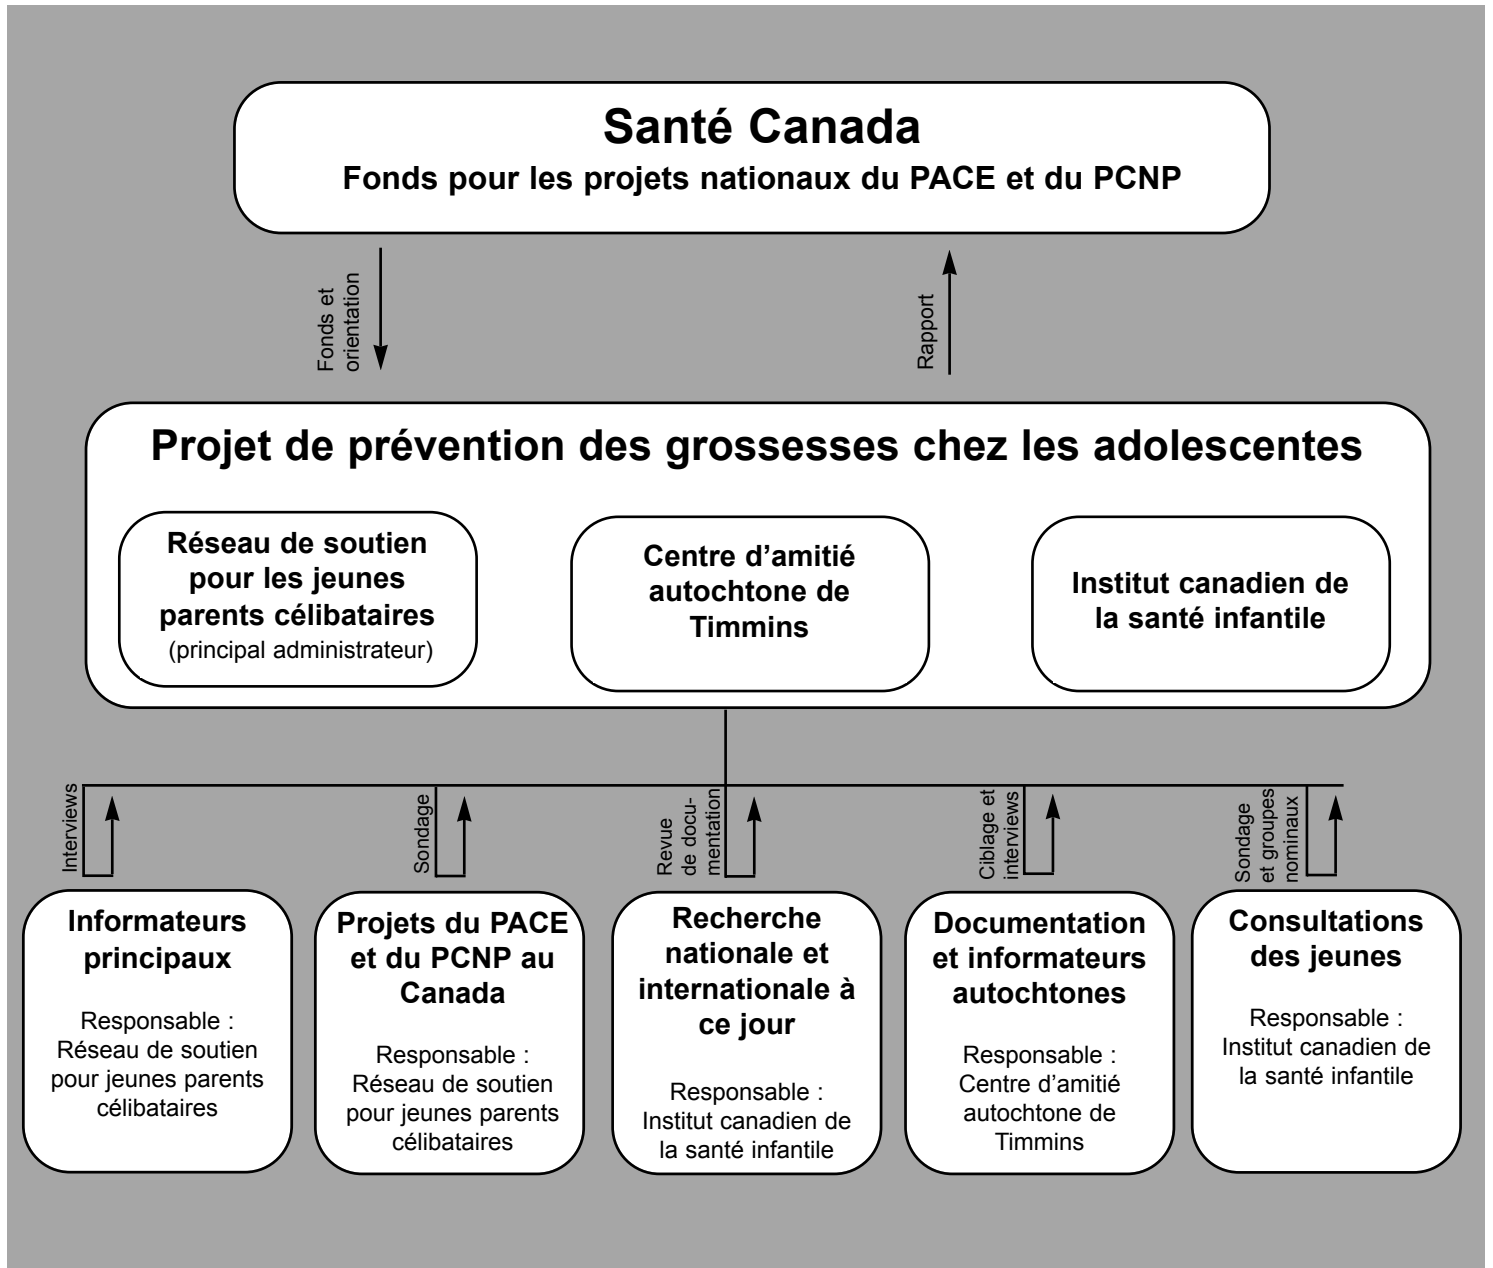 Santé Canada
Fonds pour les projets nationaux du PACE et du PCNP
Fonds et
orientation
Rapport
Projet de prévention des grossesses chez les adolescentes
Réseau de soutien
pour les jeunes
parents célibataires
(principal administrateur)
Centre d’amitié
autochtone de
Timmins
Institut canadien de
la santé infantile
Interviews
Sondage
Revue
de docu-
mentation
Ciblage et
interviews
Sondage
et groupes
nominaux
Informateurs
principaux
Responsable :
Réseau de soutien
pour jeunes parents
célibataires
Projets du PACE
et du PCNP au
Canada
Responsable :
Réseau de soutien
pour jeunes parents
célibataires
Recherche
nationale et
internationale à
ce jour
Responsable :
Institut canadien de
la santé infantile
Documentation
et informateurs
autochtones
Responsable :
Centre d’amitié
autochtone de
Timmins
Consultations
des jeunes
Responsable :
Institut canadien de
la santé infantile